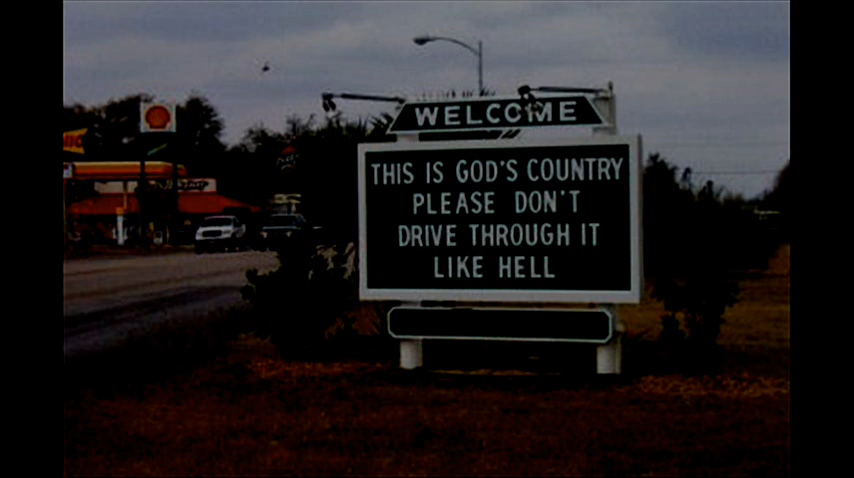 WELCOME
THIS IS GOD'S COUNTRY
PLEASE DON'T
DRIVE THROUGH IT
LIKE HELL